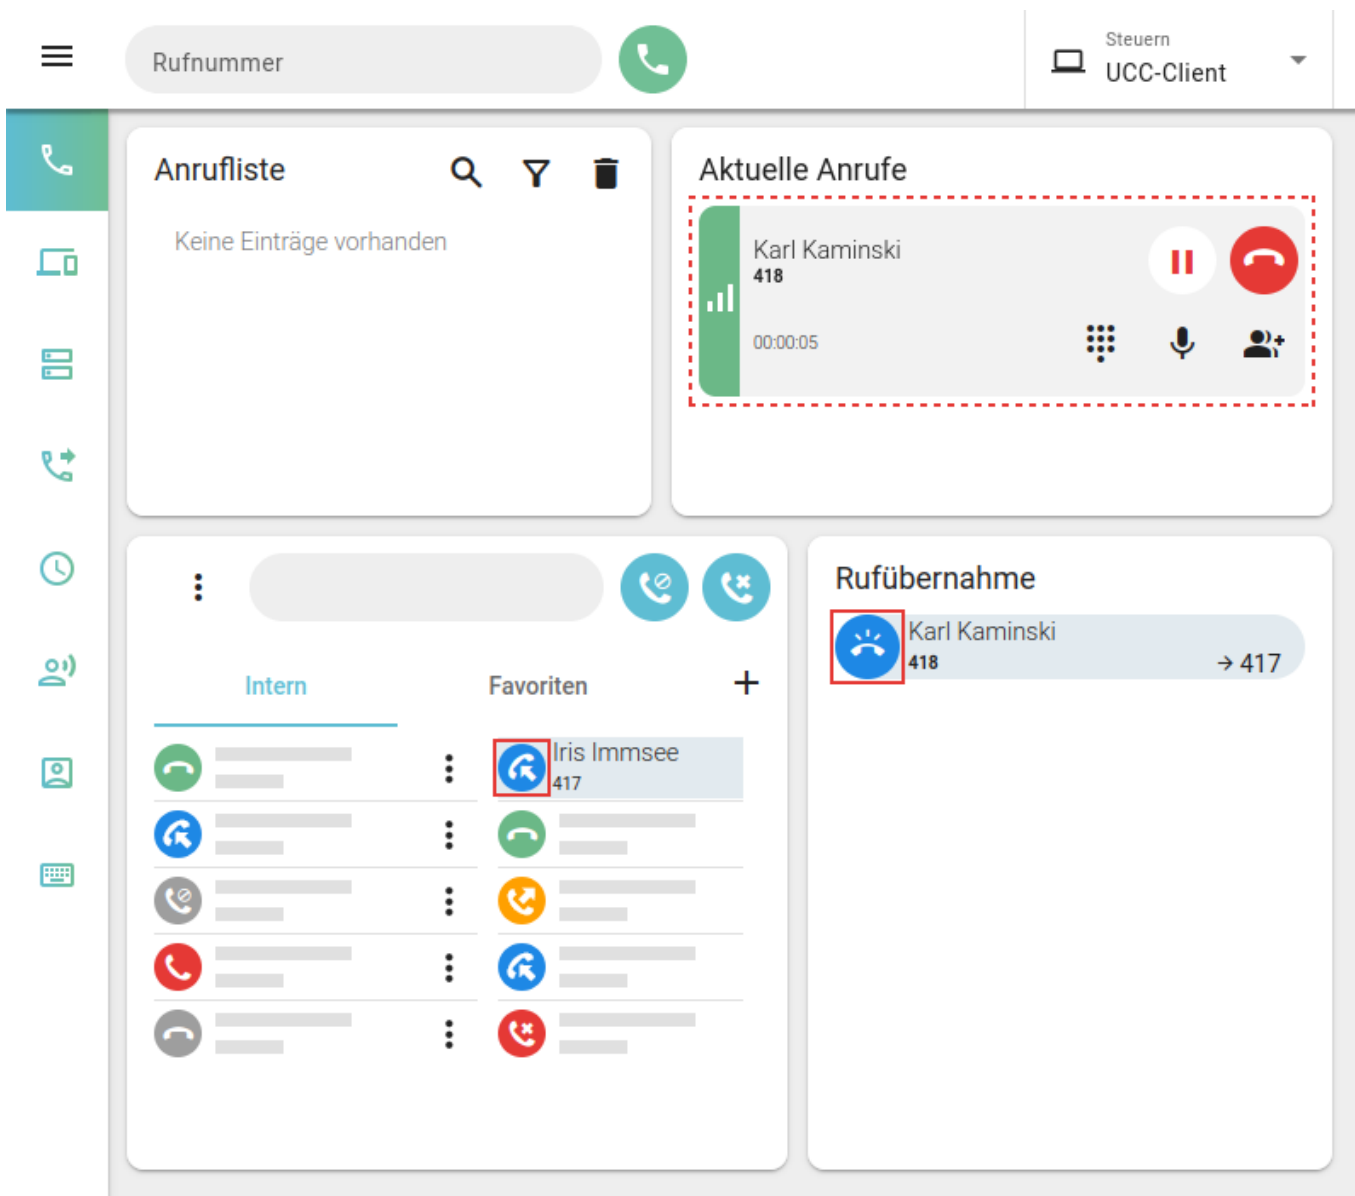 Rufnummer
Steuern
UCC-Client
Anrufliste
Keine Einträge vorhanden
Aktuelle Anrufe
Karl Kaminski
418
00:00:05
Intern
Favoriten
Iris Immsee
417
Rufübernahme
Karl Kaminski
418
→ 417